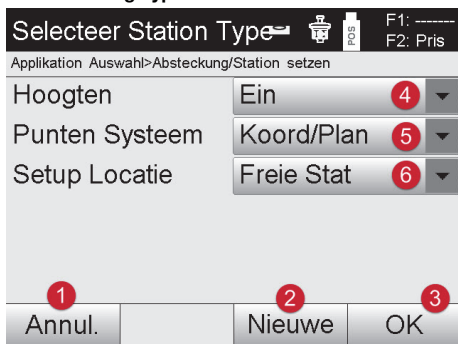 Selecteer Station Type
F1: -------
F2: Pris
POS
Applikation Auswahl>Absteckung/Station setzen
Hoogten Ein 4
Punten Systeem Koord/Plan 5
Setup Locatie Freie Stat 6
1 2 3
Annul. Nieuwe OK